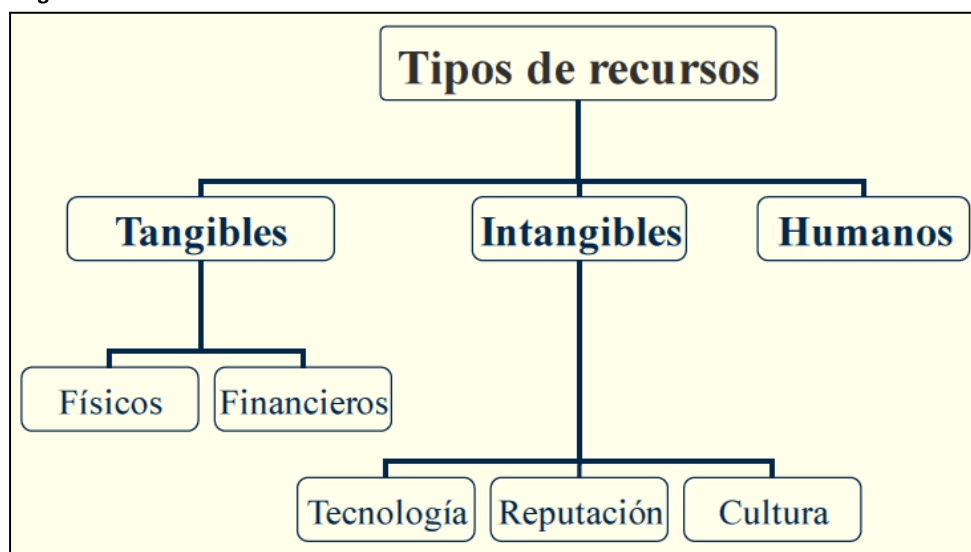 Tipos de recursos
Tangibles
Intangibles
Humanos
Físicos
Financieros
Tecnología
Reputación
Cultura